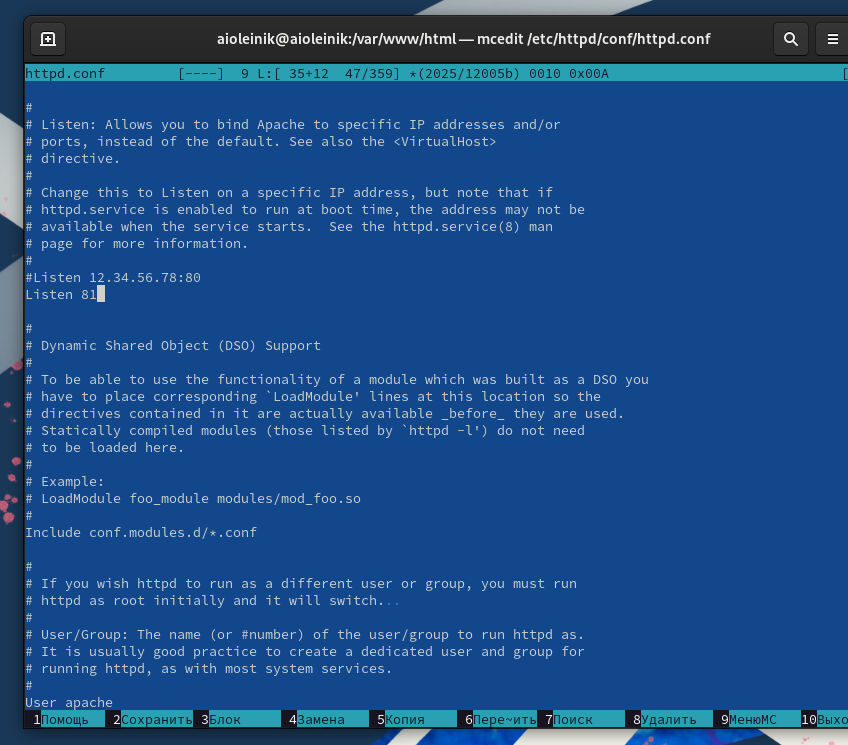 aioleinik@aioleinik:/var/www/html — mcedit /etc/httpd/conf/httpd.conf
httpd.conf [----] 9 L:[ 35+12 47/359] *(2025/12005b) 0010 0x00A [
#
# Listen: Allows you to bind Apache to specific IP addresses and/or
# ports, instead of the default. See also the <VirtualHost>
# directive.
#
# Change this to Listen on a specific IP address, but note that if
# httpd.service is enabled to run at boot time, the address may not be
# available when the service starts.  See the httpd.service(8) man
# page for more information.
#
#Listen 12.34.56.78:80
Listen 81
#
# Dynamic Shared Object (DSO) Support
#
# To be able to use the functionality of a module which was built as a DSO you
# have to place corresponding `LoadModule' lines at this location so the
# directives contained in it are actually available _before_ they are used.
# Statically compiled modules (those listed by `httpd -l') do not need
# to be loaded here.
#
# Example:
# LoadModule foo_module modules/mod_foo.so
#
Include conf.modules.d/*.conf
#
# If you wish httpd to run as a different user or group, you must run
# httpd as root initially and it will switch...
#
# User/Group: The name (or #number) of the user/group to run httpd as.
# It is usually good practice to create a dedicated user and group for
# running httpd, as with most system services.
#
User apache
1Помощь 2Сохранить 3Блок 4Замена 5Копия 6Пере~ить 7Поиск 8Удалить 9МенюМС 10Выхо